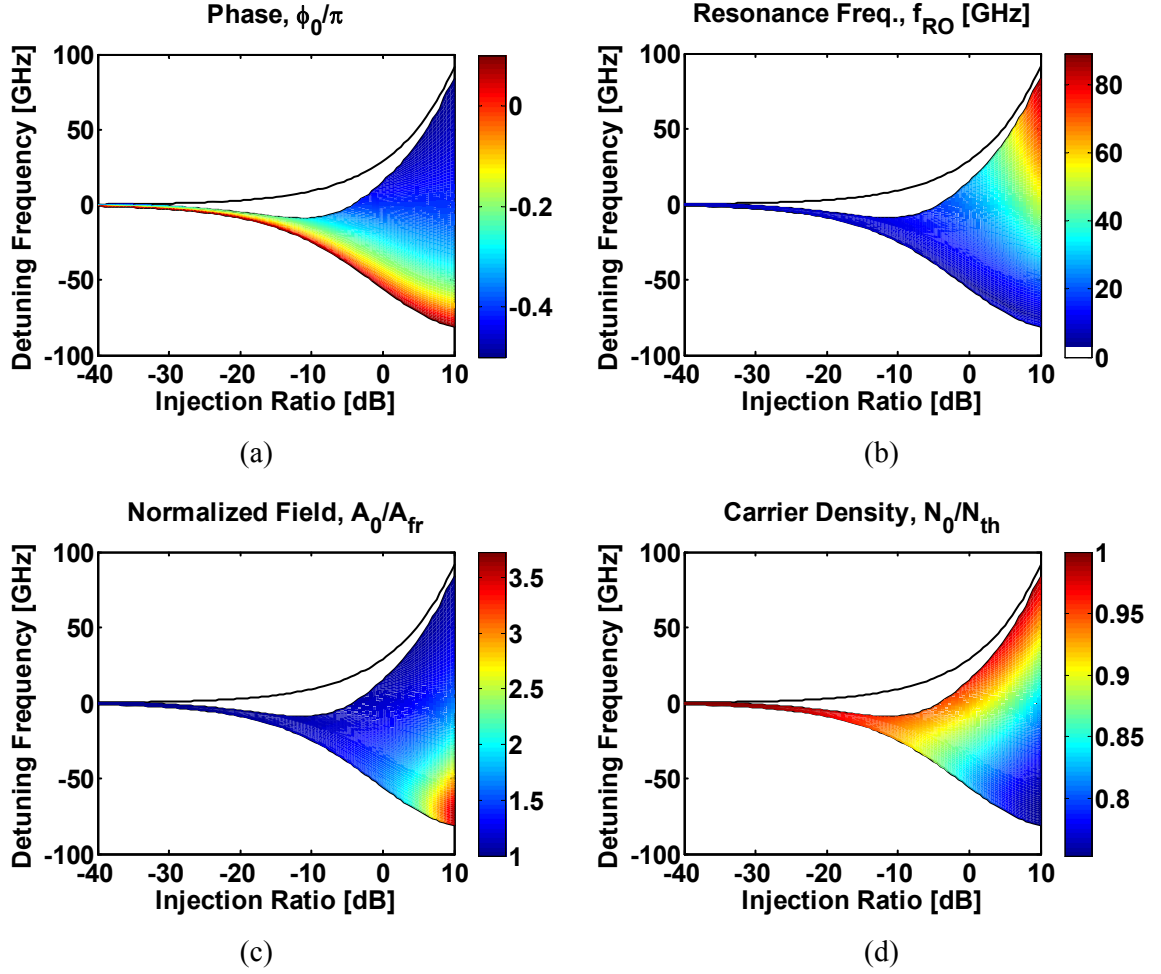 Phase, ϕ0/π
Resonance Freq., fRO [GHz]
100
50
0
-50
-100
Detuning Frequency [GHz]
-40 -30 -20 -10 0 10
Injection Ratio [dB]
0
-0.2
-0.4
100
50
0
-50
-100
Detuning Frequency [GHz]
-40 -30 -20 -10 0 10
Injection Ratio [dB]
80
60
40
20
0
(a)
(b)
Normalized Field, A0/Afr
Carrier Density, N0/Nth
100
50
0
-50
-100
Detuning Frequency [GHz]
-40 -30 -20 -10 0 10
Injection Ratio [dB]
3.5
3
2.5
2
1.5
1
100
50
0
-50
-100
Detuning Frequency [GHz]
-40 -30 -20 -10 0 10
Injection Ratio [dB]
1
0.95
0.9
0.85
0.8
(c)
(d)